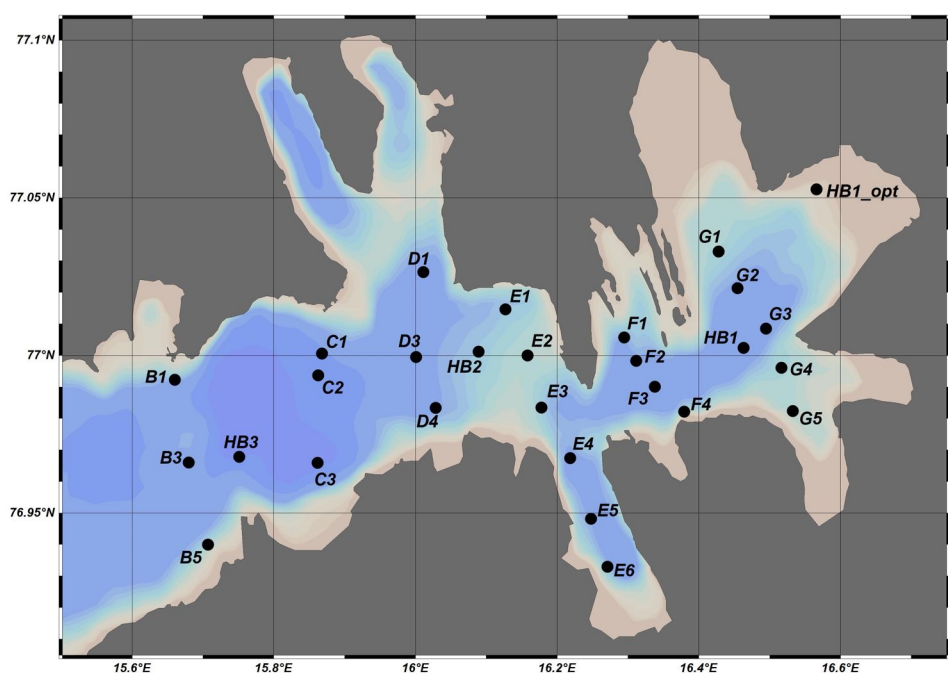 77.1°N
77.05°N
HB1_opt
G1
D1
G2
E1
G3
F1
HB1
C1
E2
77°N
D3
HB2
F2
G4
B1
C2
F3
E3
F4
D4
G5
HB3
E4
B3
C3
76.95°N
E5
B5
E6
15.6°E
15.8°E
16°E
16.2°E
16.4°E
16.6°E